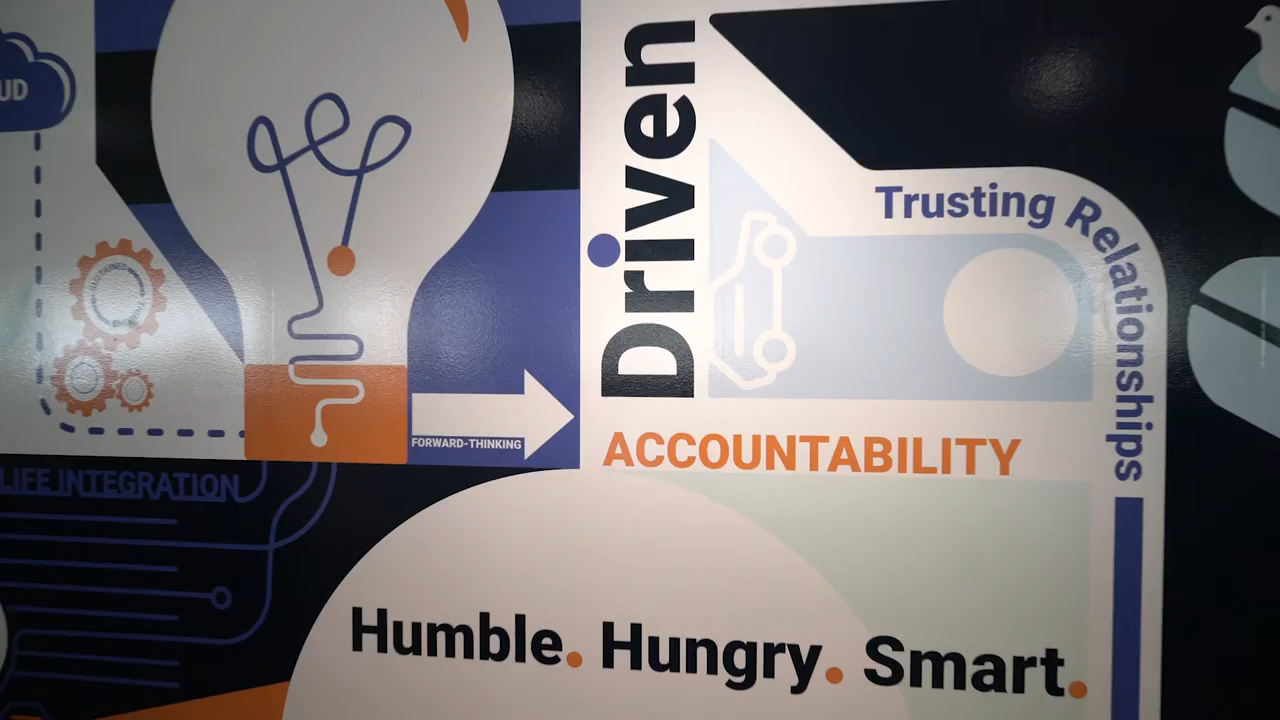 UD
Driven
Trusting Relationships
FORWARD-THINKING
ACCOUNTABILITY
LIFE INTEGRATION
Humble. Hungry. Smart.